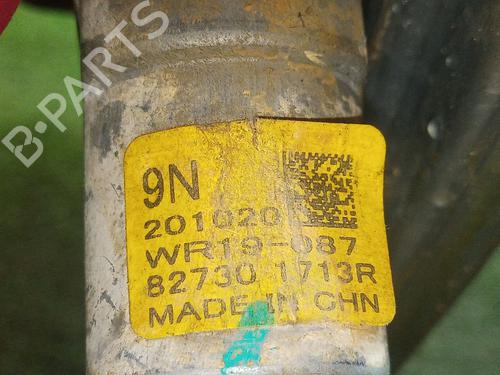 B-PARTS
9N
201020
WR19-087
82730 1713R
MADE IN CHN